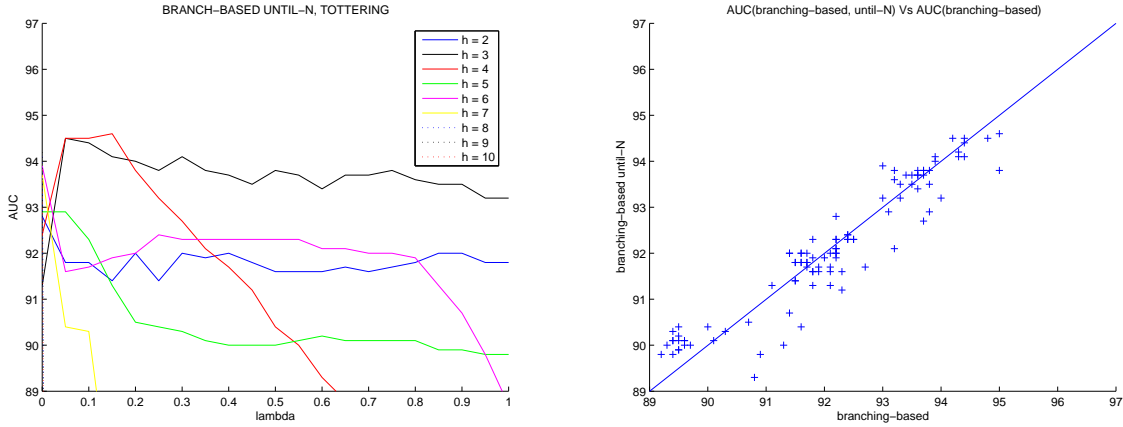 BRANCH-BASED UNTIL-N, TOTTERING
97
96
95
94
93
92
91
90
89
AUC
0 0.1 0.2 0.3 0.4 0.5 0.6 0.7 0.8 0.9 1
lambda
h = 2
h = 3
h = 4
h = 5
h = 6
h = 7
h = 8
h = 9
h = 10
AUC(branching-based, until-N) Vs AUC(branching-based)
97
96
95
94
93
92
91
90
89
branching-based until-N
89 90 91 92 93 94 95 96 97
branching-based